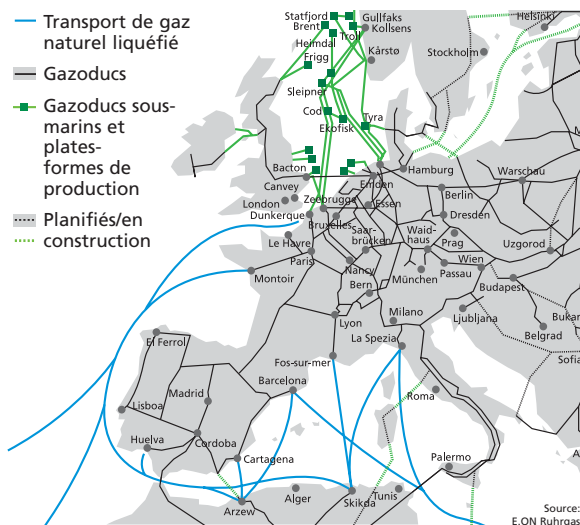 Transport de gaz
naturel liquéfié
Gazoducs
Gazoducs sous-
marins et
plates-
formes de
production
Planifiés/en
construction
Statfjord
Brent
Gullfaks
Kollsens
Troll
Heimdal
Frigg
Kårstø
Stockholm
Helsinki
Sleipner
Cod
Ekofisk
Tyra
Bacton
Canvey
London
Dunkerque
Zeebrugge
Bruxelles
Emden
Essen
Hamburg
Berlin
Dresden
Warschau
Le Havre
Paris
Saar-
brücken
Waid-
haus
Prag
Uzgorod
Montoir
Nancy
Bern
München
Passau
Wien
Budapest
Lyon
Milano
Ljubljana
Belgrad
Bukar
Sofia
El Ferrol
La Spezia
Fos-sur-mer
Barcelona
Madrid
Lisboa
Roma
Huelva
Cordoba
Cartagena
Palermo
A
Arzew
Alger
Skikda
Tunis
Source:
E.ON Ruhrgas